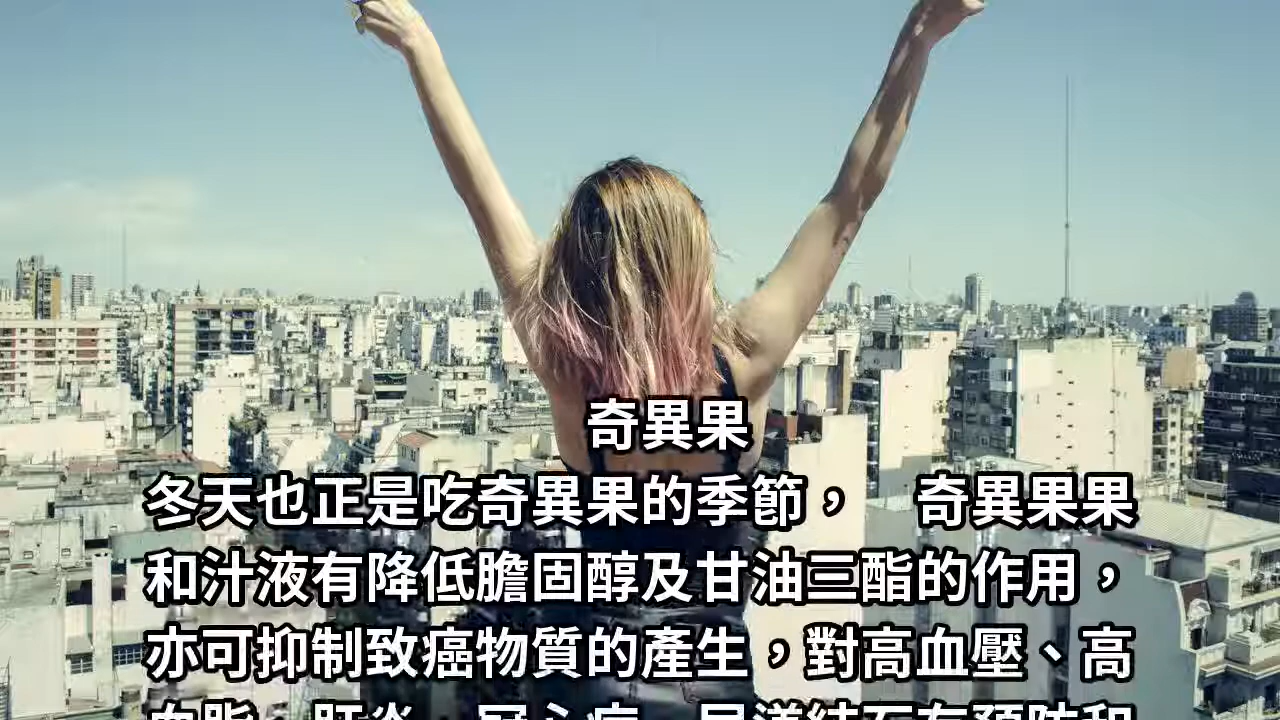 奇異果
冬天也正是吃奇異果的季節， 奇異果果
和汁液有降低膽固醇及甘油三酯的作用，
亦可抑制致癌物質的產生，對高血壓、高